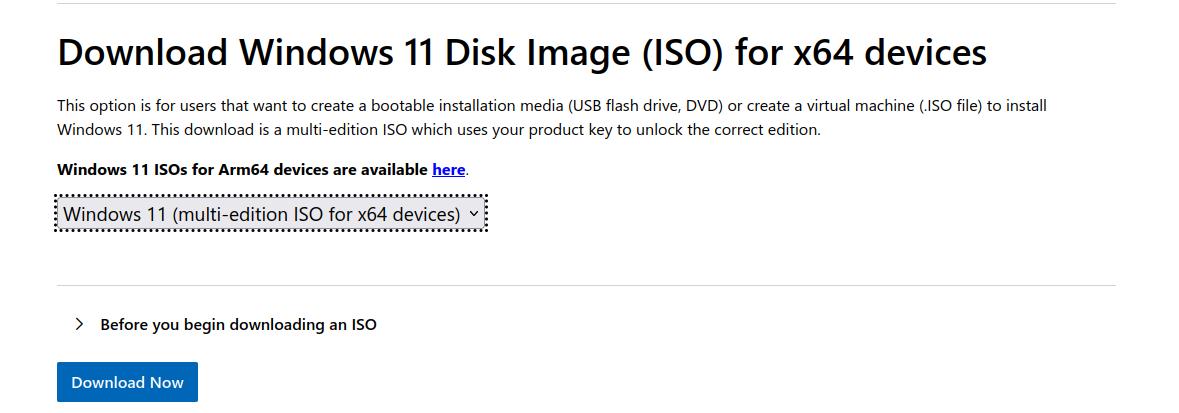 Download Windows 11 Disk Image (ISO) for x64 devices
This option is for users that want to create a bootable installation media (USB flash drive, DVD) or create a virtual machine (.ISO file) to install
Windows 11. This download is a multi-edition ISO which uses your product key to unlock the correct edition.
Windows 11 ISOs for Arm64 devices are available here.
Windows 11 (multi-edition ISO for x64 devices)
Before you begin downloading an ISO
Download Now